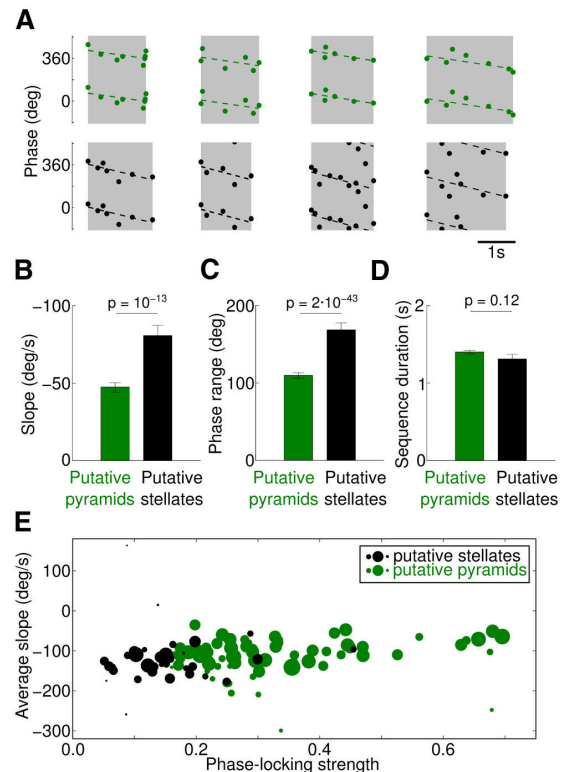 A
Phase (deg)
360
0
360
0
1s
B
C
D
Slope (deg/s)
−100
−50
0
p = 10⁻¹³
Putative pyramids
Putative stellates
Phase range (deg)
200
100
0
p = 2·10⁻⁴³
Putative pyramids
Putative stellates
Sequence duration (s)
2
1
0
p = 0.12
Putative pyramids
Putative stellates
E
Average slope (deg/s)
100
0
−100
−200
−300
putative stellates
putative pyramids
0.0
0.2
0.4
0.6
Phase-locking strength